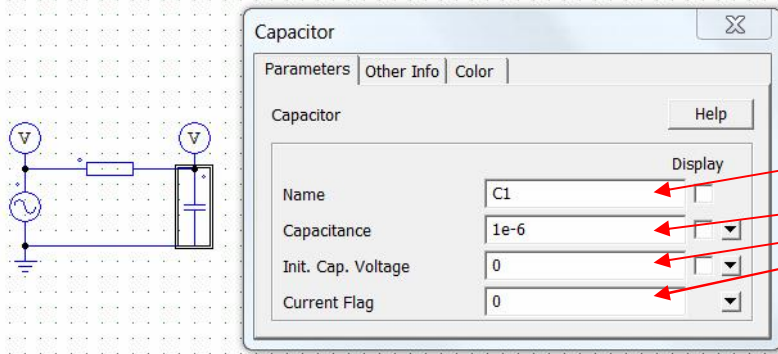 Capacitor
Parameters Other Info Color
Capacitor Help
Display
Name C1
Capacitance 1e-6
Init. Cap. Voltage 0
Current Flag 0
V V